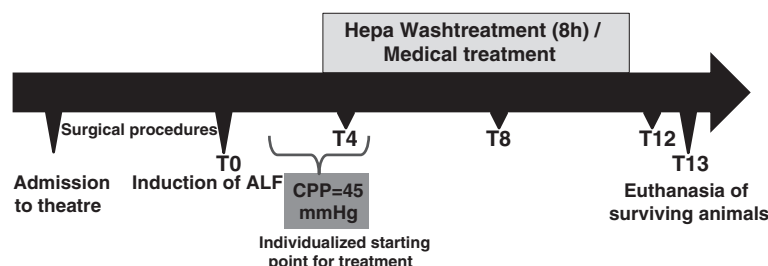 Hepa Washtreatment (8h) /
Medical treatment
Surgical procedures
T0
T4
T8
T12
T13
Admission
to theatre
Induction of ALF
CPP=45
mmHg
Euthanasia of
surviving animals
Individualized starting
point for treatment